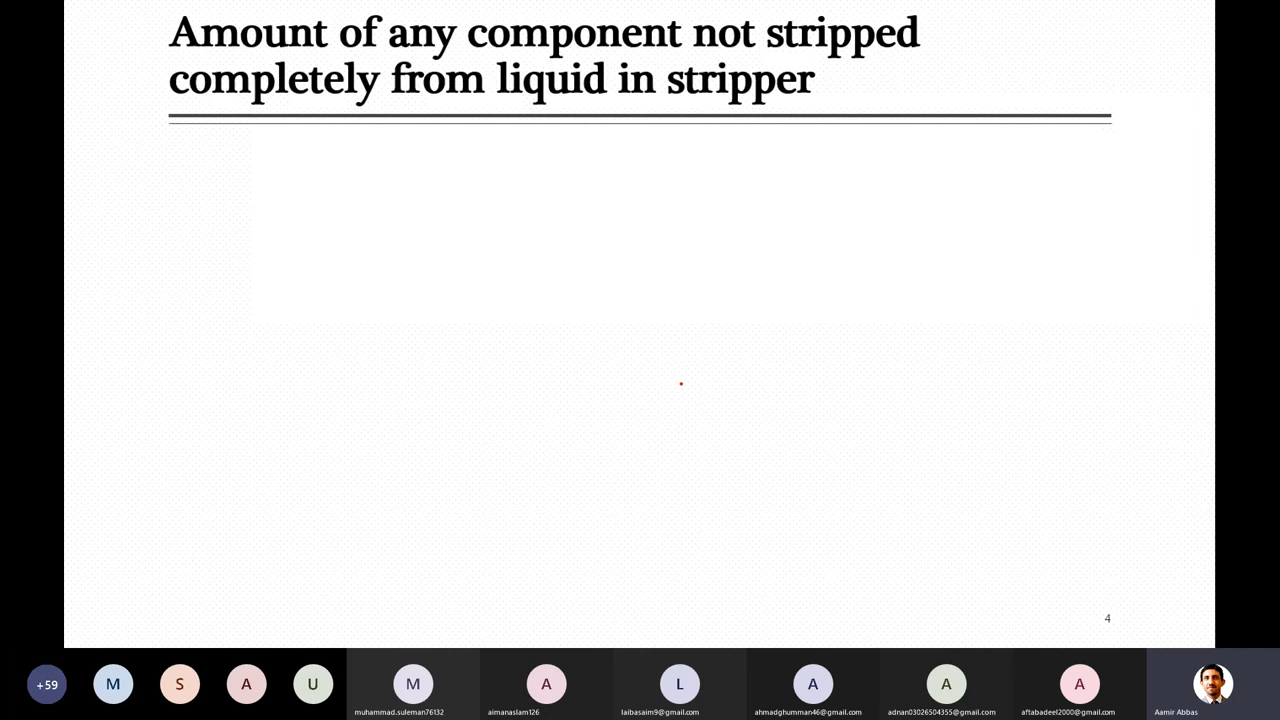 Amount of any component not stripped
completely from liquid in stripper
4
+59
M
S
A
U
M
A
L
A
A
A
muhammad.suleman76132
aimanaslam126
laibasaim9@gmail.com
ahmadghumman46@gmail.com
adnan03026504355@gmail.com
aftabadeel2000@gmail.com
Aamir Abbas